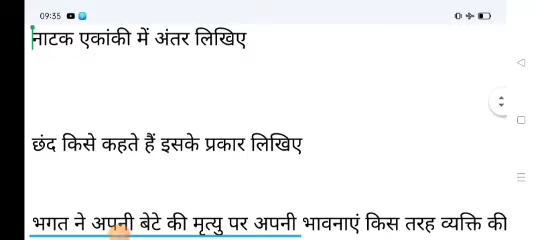 09:35
नाटक एकांकी में अंतर लिखिए
छंद किसे कहते हैं इसके प्रकार लिखिए
भगत ने अपनी बेटे की मृत्यु पर अपनी भावनाएं किस तरह व्यक्ति की